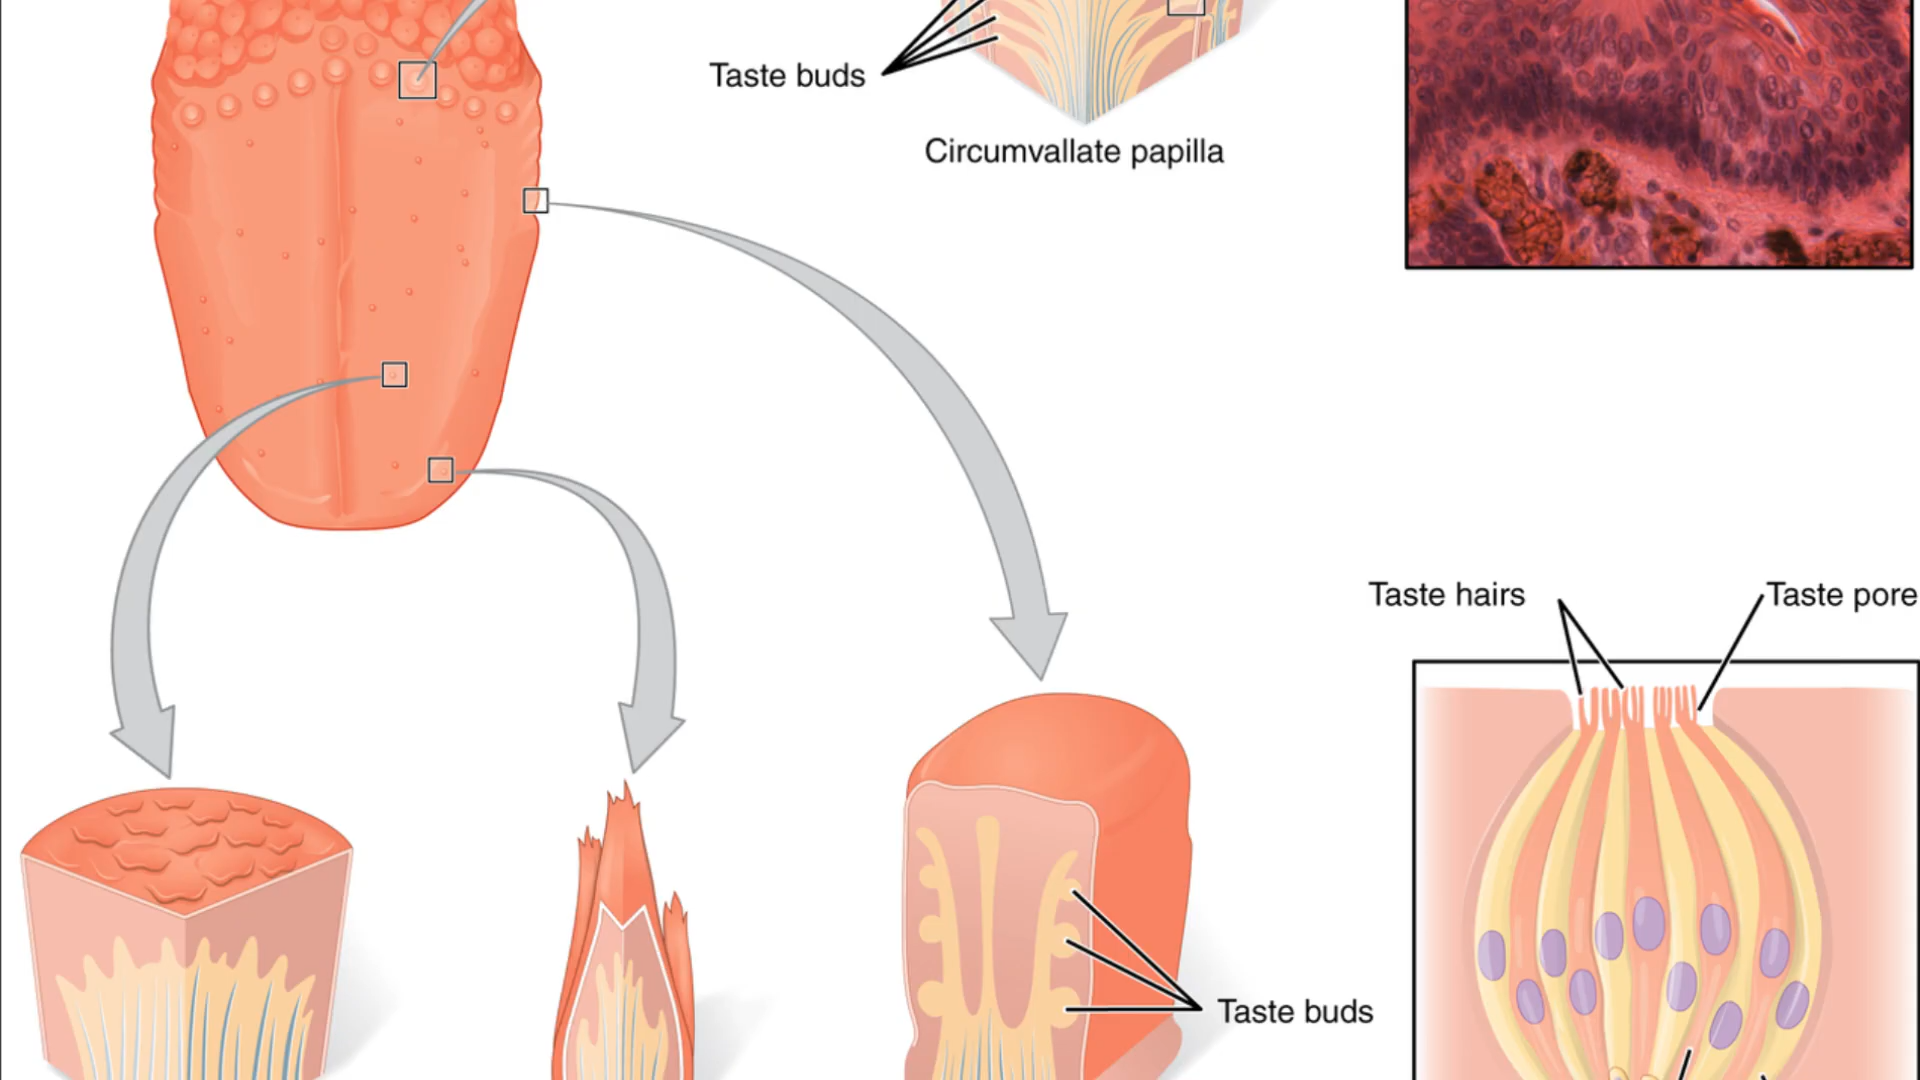 Taste buds
Circumvallate papilla
Taste hairs
Taste pore
Taste buds